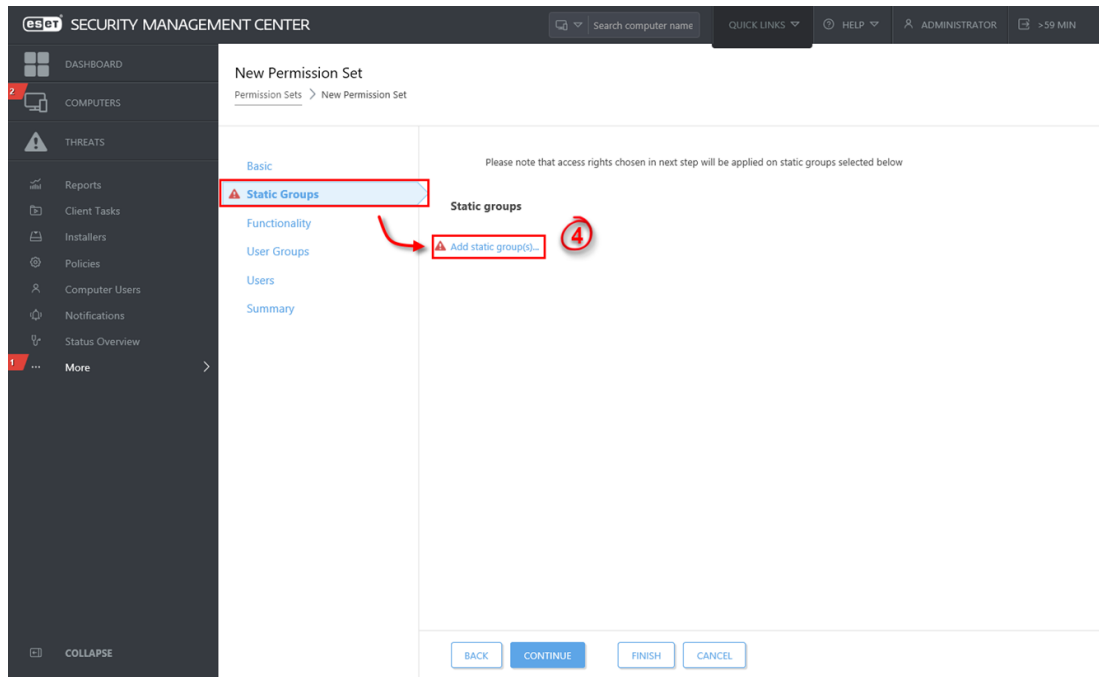 eset SECURITY MANAGEMENT CENTER
Search computer name
QUICK LINKS
HELP
ADMINISTRATOR
>59 MIN
DASHBOARD
2
COMPUTERS
THREATS
Reports
Client Tasks
Installers
Policies
Computer Users
Notifications
Status Overview
1
More
COLLAPSE
New Permission Set
Permission Sets > New Permission Set
Basic
Static Groups
Functionality
User Groups
Users
Summary
Please note that access rights chosen in next step will be applied on static groups selected below
Static groups
Add static group(s)...
4
BACK
CONTINUE
FINISH
CANCEL